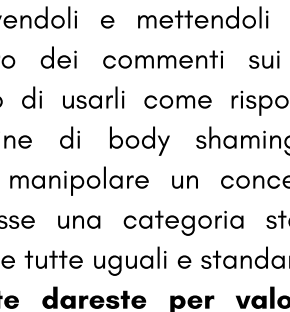 vendoli e mettendoli
o dei commenti sui
o di usarli come rispo
ne di body shaming
manipolare un conce
sse una categoria st
e tutte uguali e standar
te dareste per valo